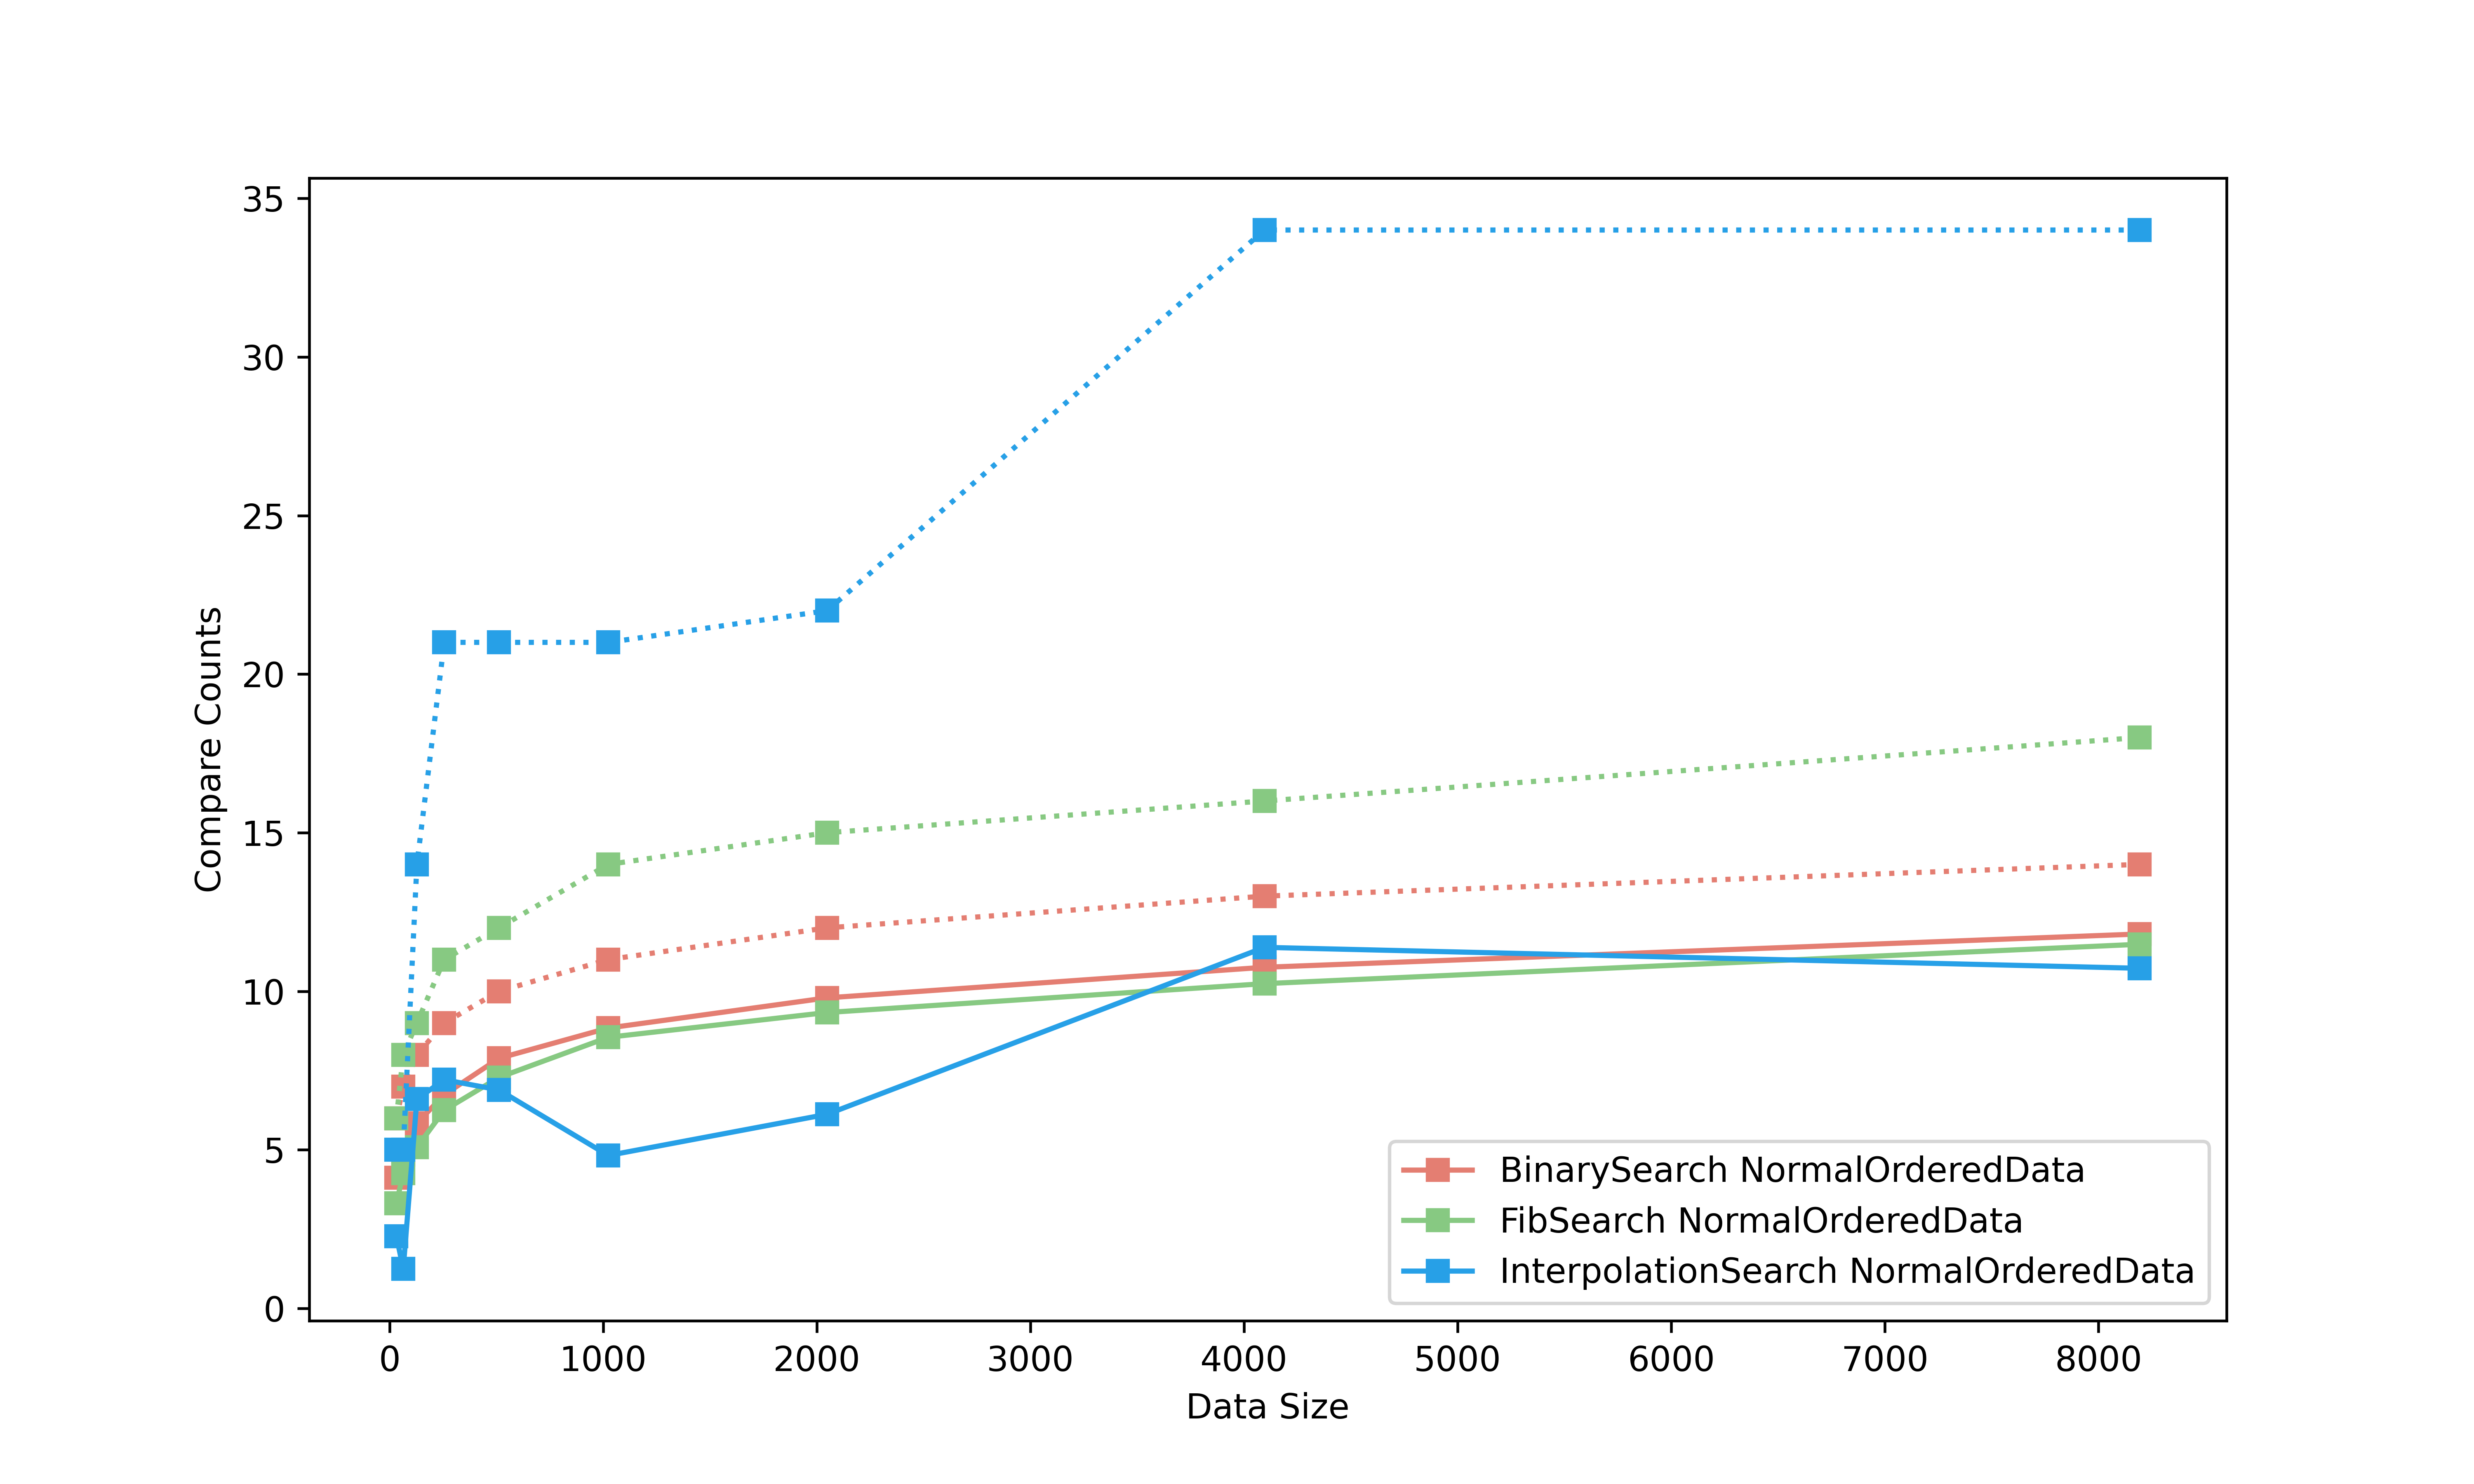 35
30
25
20
15
10
5
0
Compare Counts
0 1000 2000 3000 4000 5000 6000 7000 8000
Data Size
BinarySearch NormalOrderedData
FibSearch NormalOrderedData
InterpolationSearch NormalOrderedData